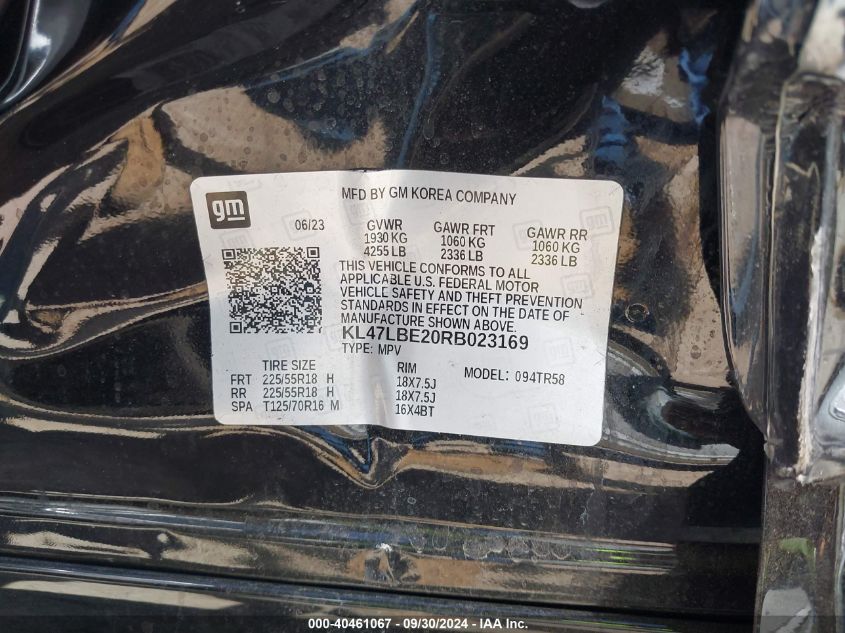 MFD BY GM KOREA COMPANY
gm
06/23
GVWR GAWR FRT GAWR RR
1930 KG 1060 KG 1060 KG
4255 LB 2336 LB 2336 LB
THIS VEHICLE CONFORMS TO ALL
APPLICABLE U.S. FEDERAL MOTOR
VEHICLE SAFETY AND THEFT PREVENTION
STANDARDS IN EFFECT ON THE DATE OF
MANUFACTURE SHOWN ABOVE.
KL47LBE20RB023169
TYPE: MPV
TIRE SIZE RIM MODEL: 094TR58
FRT 225/55R18 H 18X7.5J
RR 225/55R18 H 18X7.5J
SPA T125/70R16 M 16X4BT
000-40461067 - 09/30/2024 - IAA Inc.